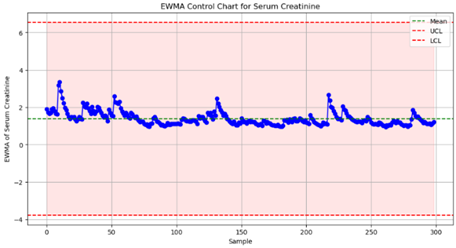 EWMA Control Chart for Serum Creatinine
Mean
UCL
LCL
EWMA of Serum Creatinine
6
4
2
0
−2
−4
0
50
100
150
200
250
300
Sample